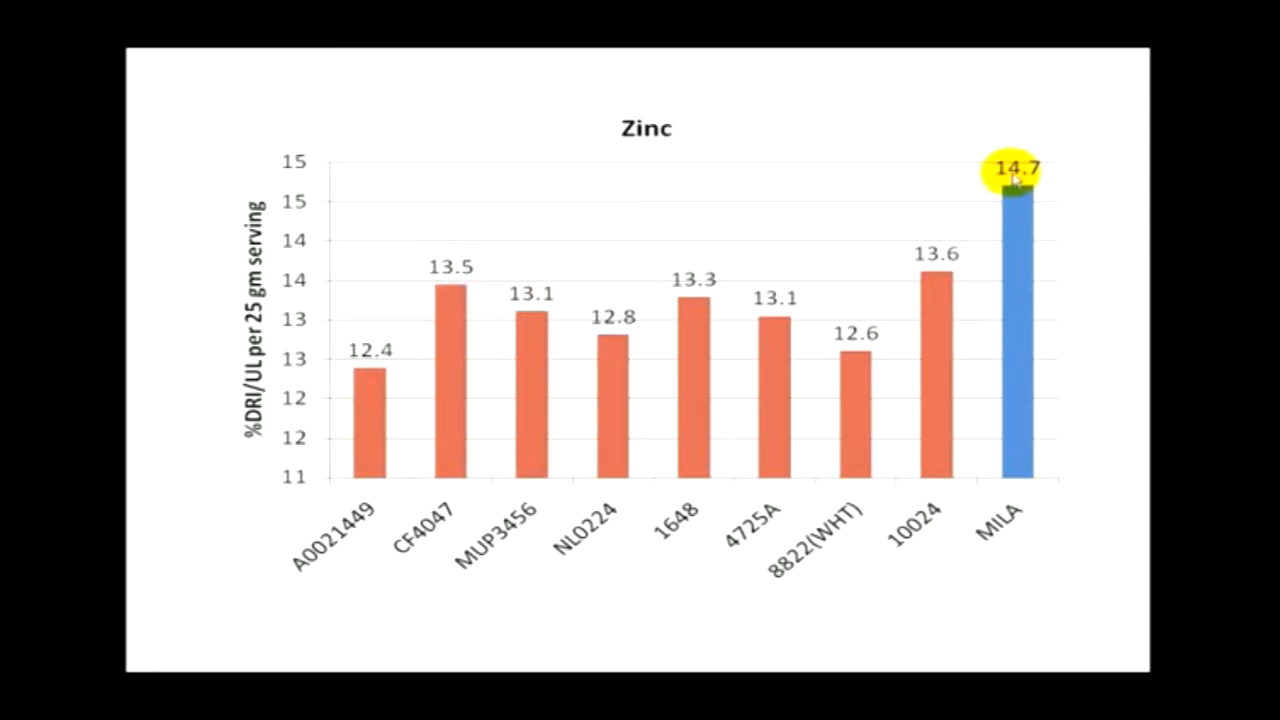 Zinc
%DRI/UL per 25 gm serving
15
15
14
14
13
13
12
12
11
12.4
13.5
13.1
12.8
13.3
13.1
12.6
13.6
14.7
A0021449
CF4047
MUP3456
NL0224
1648
4725A
8822(WHT)
10024
MILA